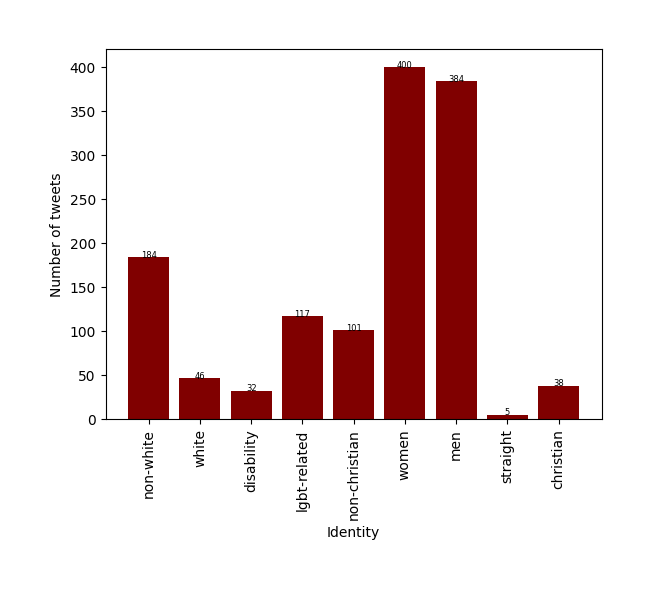 Number of tweets
400
350
300
250
200
150
100
50
0
184
46
32
117
101
400
384
5
38
non-white
white
disability
lgbt-related
non-christian
women
men
straight
christian
Identity